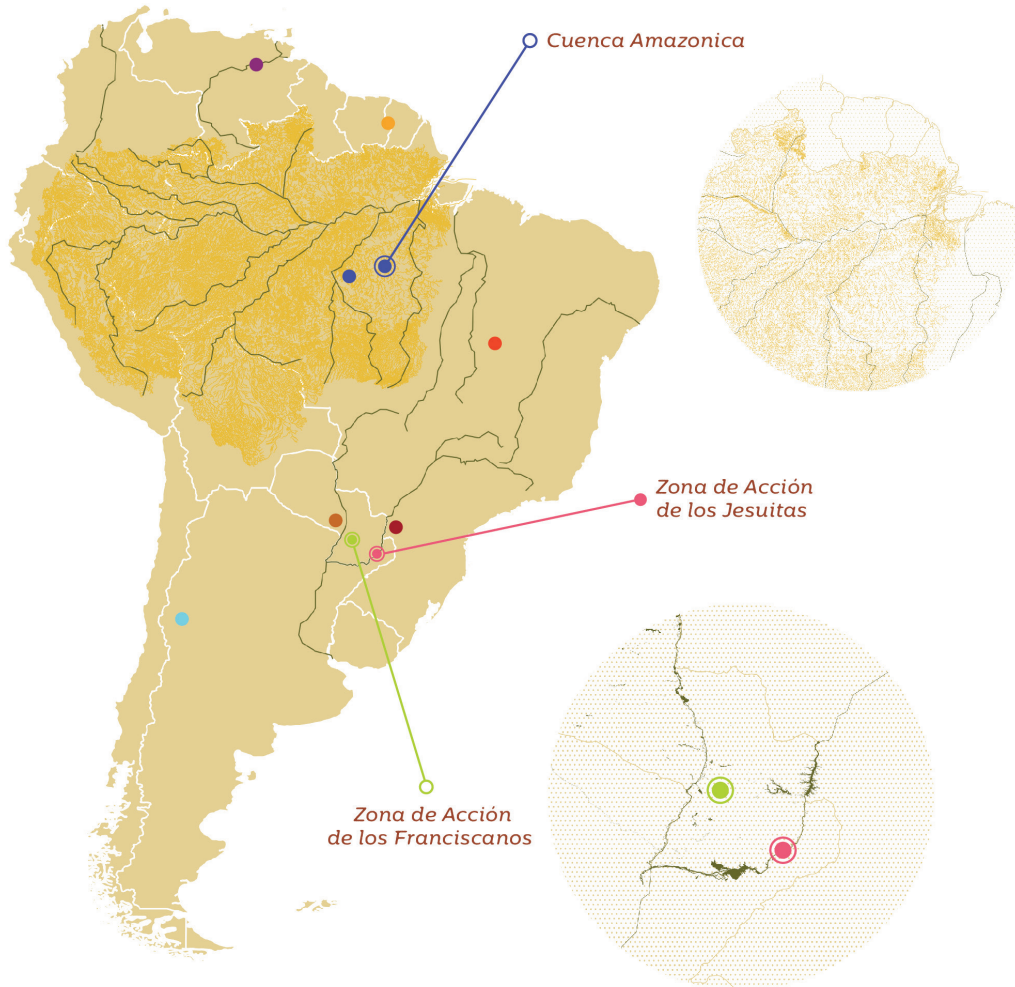 Cuenca Amazonica
Zona de Acción
de los Jesuitas
Zona de Acción
de los Franciscanos